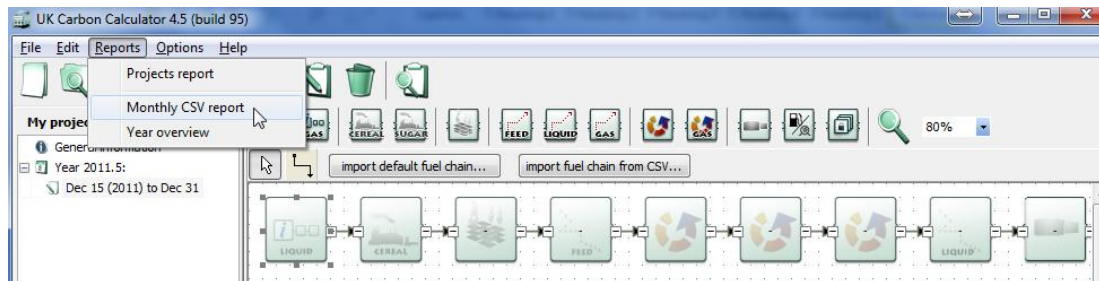 UK Carbon Calculator 4.5 (build 95)
File Edit Reports Options Help
Projects report
Monthly CSV report
Year overview
My projec
GAS CEREAL SUGAR FEED LIQUID GAS GAS 80%
General information
Year 2011.5:
Dec 15 (2011) to Dec 31
import default fuel chain... import fuel chain from CSV...
LIQUID CEREAL FEED LIQUID